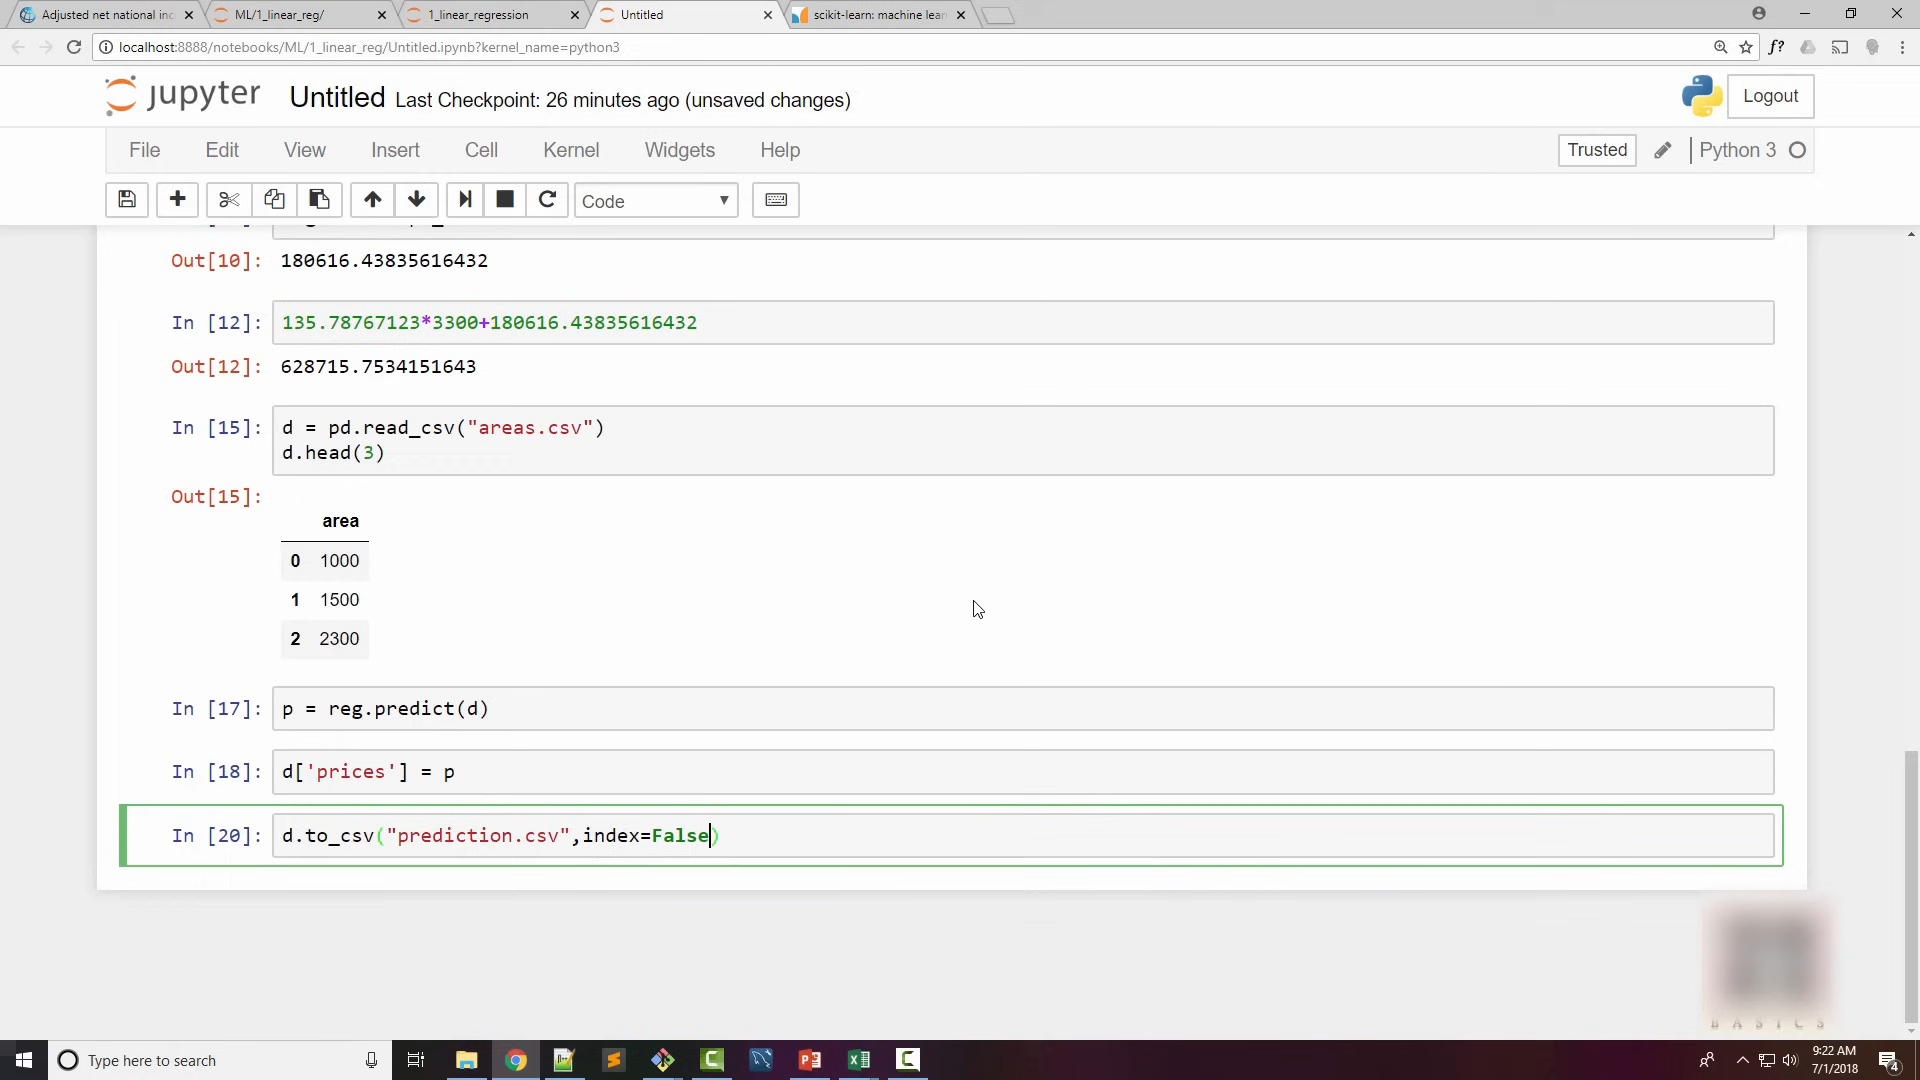 Adjusted net national inc
ML/1_linear_reg/
1_linear_regression
Untitled
scikit-learn: machine lear
localhost:8888/notebooks/ML/1_linear_reg/Untitled.ipynb?kernel_name=python3
f?
jupyter Untitled Last Checkpoint: 26 minutes ago (unsaved changes)
Logout
File Edit View Insert Cell Kernel Widgets Help
Trusted
Python 3
Code
Out[10]: 180616.43835616432
In [12]: 135.78767123*3300+180616.43835616432
Out[12]: 628715.7534151643
In [15]: d = pd.read_csv("areas.csv")
d.head(3)
Out[15]:
area
0 1000
1 1500
2 2300
In [17]: p = reg.predict(d)
In [18]: d['prices'] = p
In [20]: d.to_csv("prediction.csv",index=False)
BASICS
Type here to search
9:22 AM
7/1/2018
4